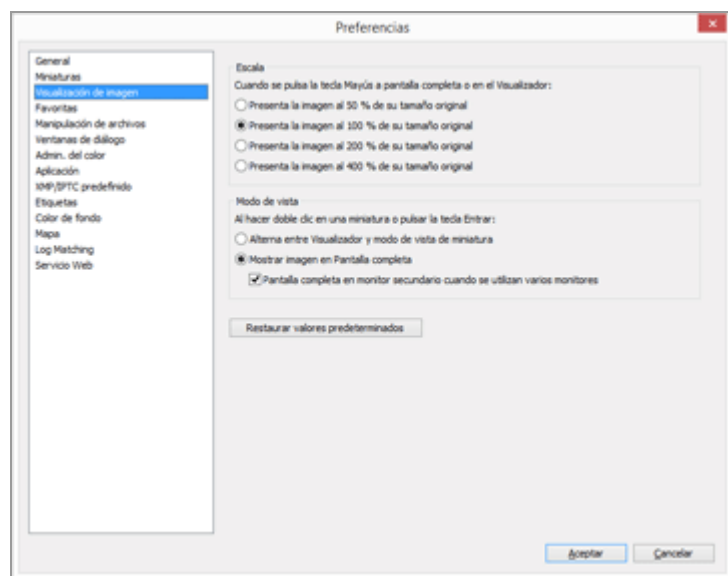 Preferencias
General
Miniaturas
Visualización de imagen
Favoritas
Manipulación de archivos
Ventanas de diálogo
Admin. del color
Aplicación
XMP/IPTC predefinido
Etiquetas
Color de fondo
Mapa
Log Matching
Servicio Web
Escala
Cuando se pulsa la tecla Mayús a pantalla completa o en el Visualizador:
Presenta la imagen al 50 % de su tamaño original
Presenta la imagen al 100 % de su tamaño original
Presenta la imagen al 200 % de su tamaño original
Presenta la imagen al 400 % de su tamaño original
Modo de vista
Al hacer doble clic en una miniatura o pulsar la tecla Entrar:
Alterna entre Visualizador y modo de vista de miniatura
Mostrar imagen en Pantalla completa
Pantalla completa en monitor secundario cuando se utilizan varios monitores
Restaurar valores predeterminados
Aceptar
Cancelar